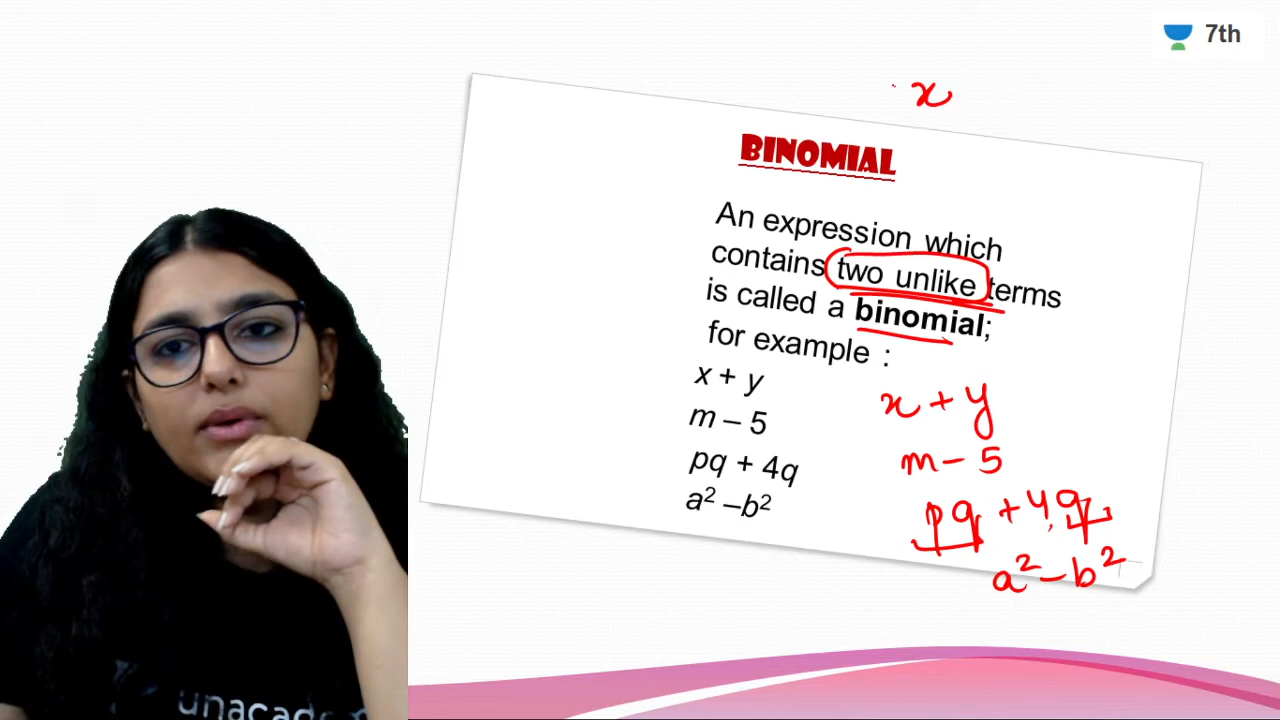 7th
x
BINOMIAL
An expression which
contains two unlike terms
is called a binomial;
for example :
x + y
x + y
m – 5
m – 5
pq + 4q
pq + 4q
a² – b²
a² – b²
unacade